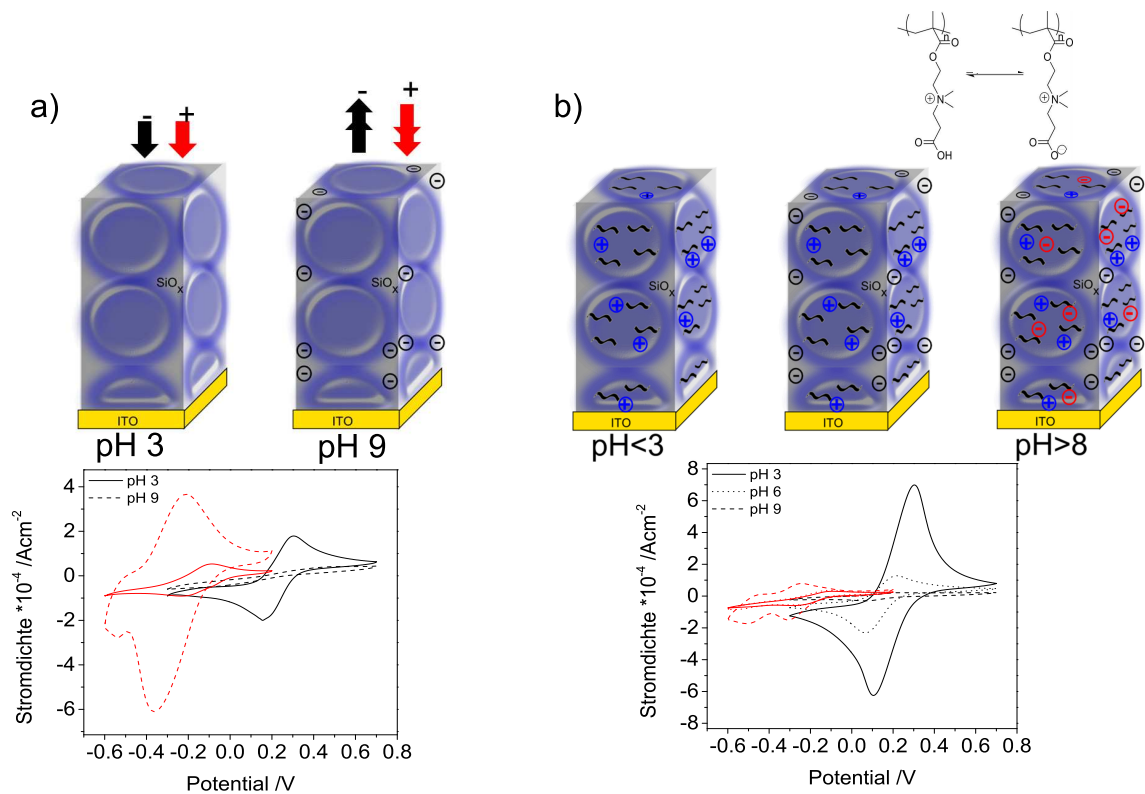 a)
-
+
-
+
SiOx
ITO
ITO
pH 3
pH 9
pH 3
pH 9
4
2
0
-2
-4
-6
-0.6 -0.4 -0.2 0.0 0.2 0.4 0.6 0.8
Stromdichte *10⁻⁴ /Acm⁻²
Potential /V
b)
n
O
O
N
+
O
OH
n
O
O
N
+
O
O
-
SiOx
SiOx
ITO
ITO
ITO
pH<3
pH>8
pH 3
pH 6
pH 9
8
6
4
2
0
-2
-4
-6
-8
-0.6 -0.4 -0.2 0.0 0.2 0.4 0.6 0.8
Stromdichte *10⁻⁴ /Acm⁻²
Potential /V